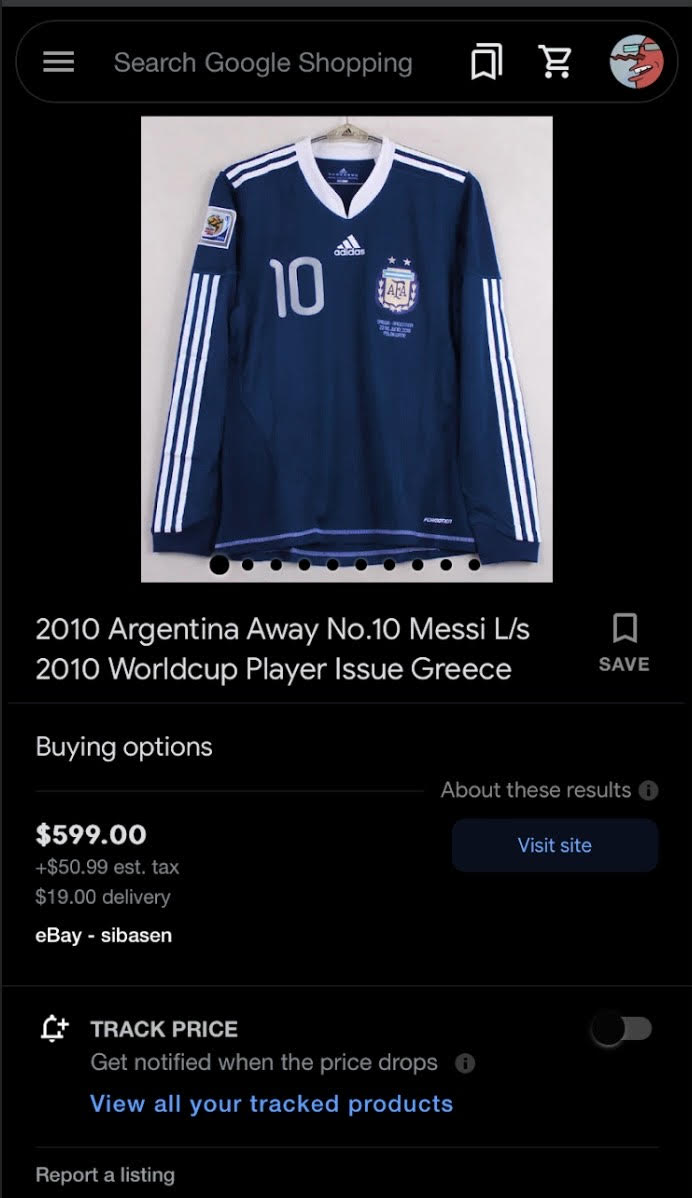 Search Google Shopping
10
adidas
AFA
2010 Argentina Away No.10 Messi L/s
2010 Worldcup Player Issue Greece
SAVE
Buying options
About these results
$599.00
+$50.99 est. tax
Visit site
$19.00 delivery
eBay - sibasen
TRACK PRICE
Get notified when the price drops
View all your tracked products
Report a listing